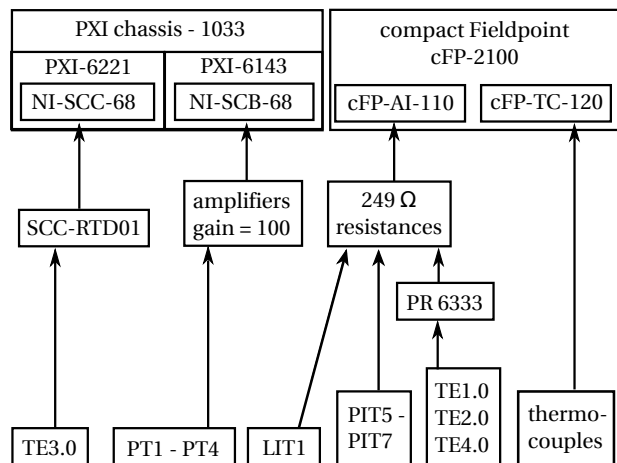 PXI chassis - 1033
compact Fieldpoint
cFP-2100
PXI-6221
PXI-6143
NI-SCC-68
NI-SCB-68
cFP-AI-110
cFP-TC-120
SCC-RTD01
amplifiers
gain = 100
249 Ω
resistances
PR 6333
TE3.0
PT1 - PT4
LIT1
PIT5 -
PIT7
TE1.0
TE2.0
TE4.0
thermo-
couples